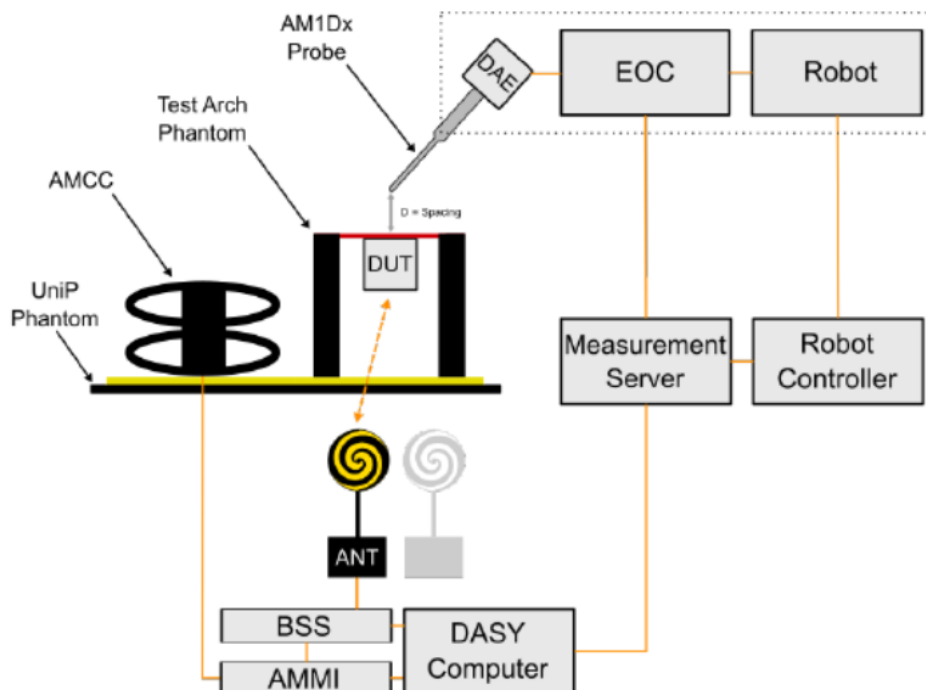 AM1Dx
Probe
DAE
EOC
Robot
Test Arch
Phantom
AMCC
D = Spacing
DUT
UniP
Phantom
Measurement
Server
Robot
Controller
ANT
BSS
DASY
Computer
AMMI